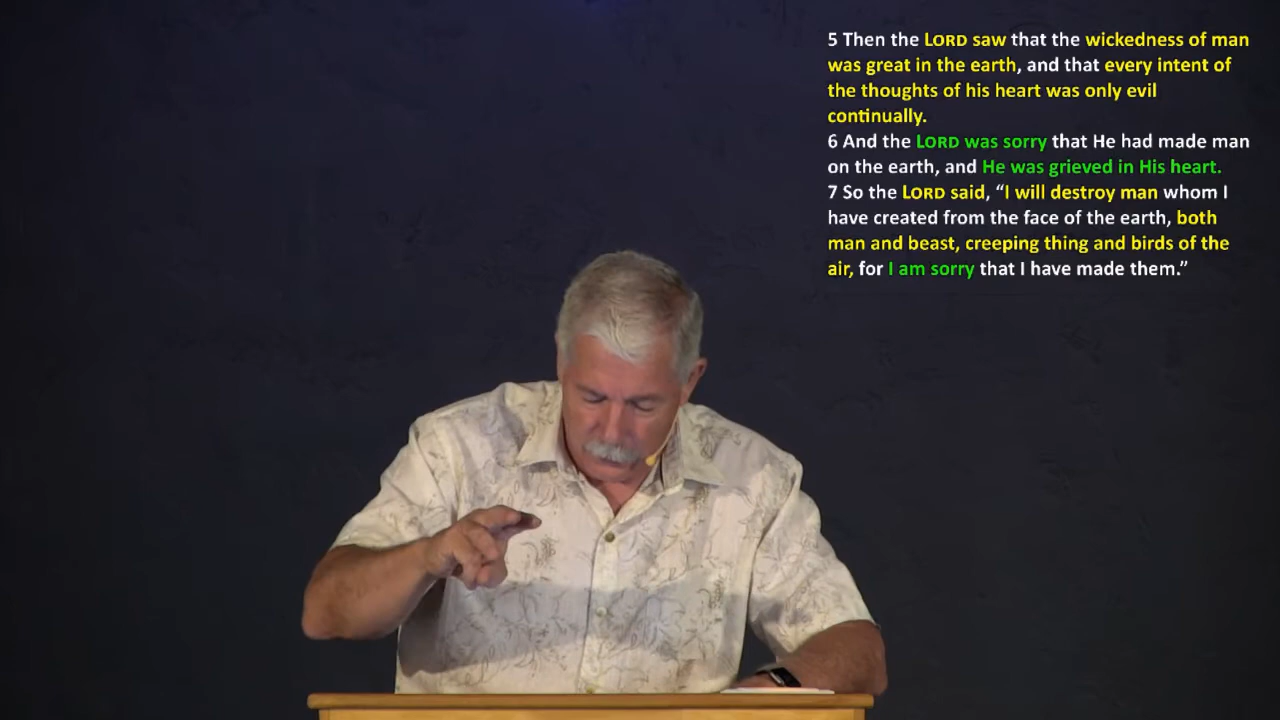 5 Then the LORD saw that the wickedness of man
was great in the earth, and that every intent of
the thoughts of his heart was only evil
continually.
6 And the LORD was sorry that He had made man
on the earth, and He was grieved in His heart.
7 So the LORD said, “I will destroy man whom I
have created from the face of the earth, both
man and beast, creeping thing and birds of the
air, for I am sorry that I have made them.”